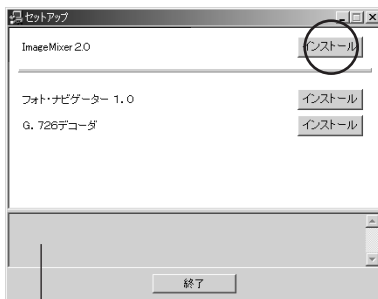 セットアップ
ImageMixer 2.0 インストール
フォト・ナビゲーター 1.0 インストール
G.726デコーダ インストール
終了